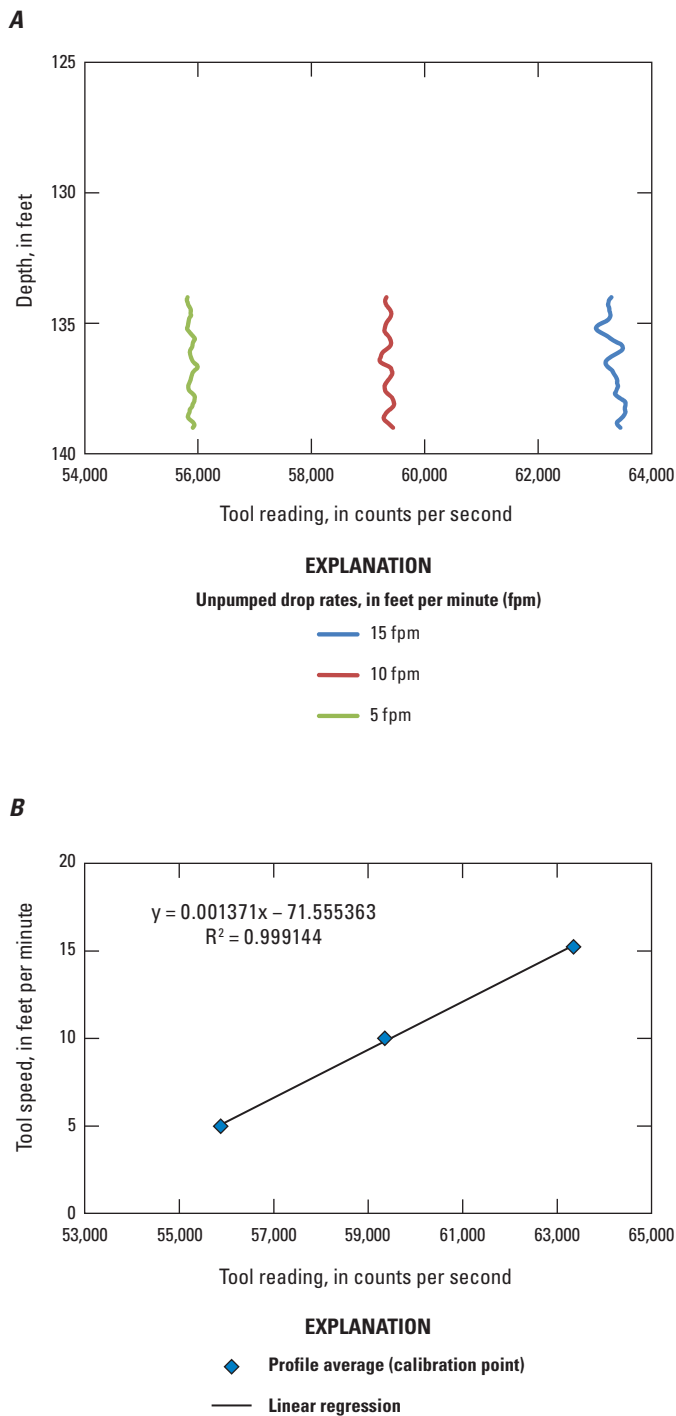 A
125
130
135
140
Depth, in feet
54,000 56,000 58,000 60,000 62,000 64,000
Tool reading, in counts per second
EXPLANATION
Unpumped drop rates, in feet per minute (fpm)
15 fpm
10 fpm
5 fpm
B
20
15
10
5
0
Tool speed, in feet per minute
y = 0.001371x – 71.555363
R² = 0.999144
53,000 55,000 57,000 59,000 61,000 63,000 65,000
Tool reading, in counts per second
EXPLANATION
Profile average (calibration point)
Linear regression